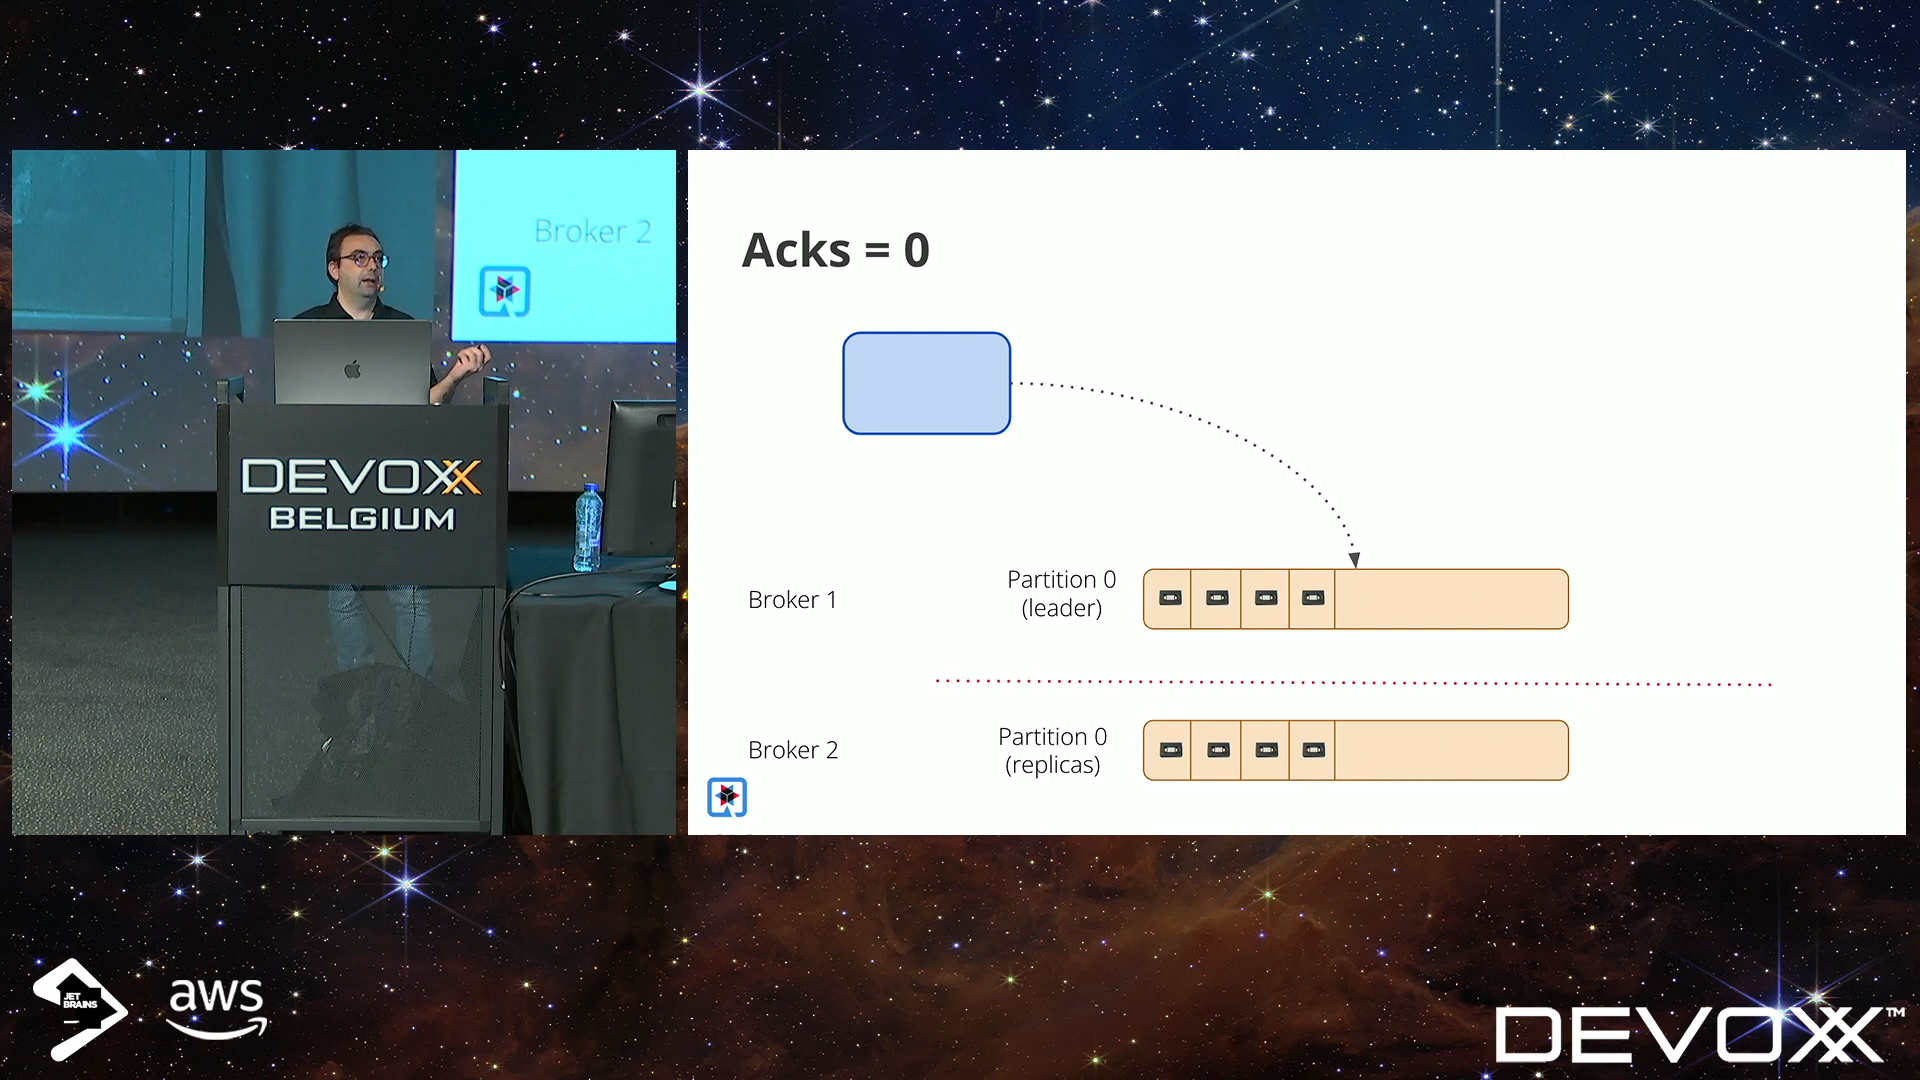 Broker 2
DEVOXX
BELGIUM
Acks = 0
Broker 1
Partition 0
(leader)
Broker 2
Partition 0
(replicas)
JET
BRAINS
aws
DEVOXX™